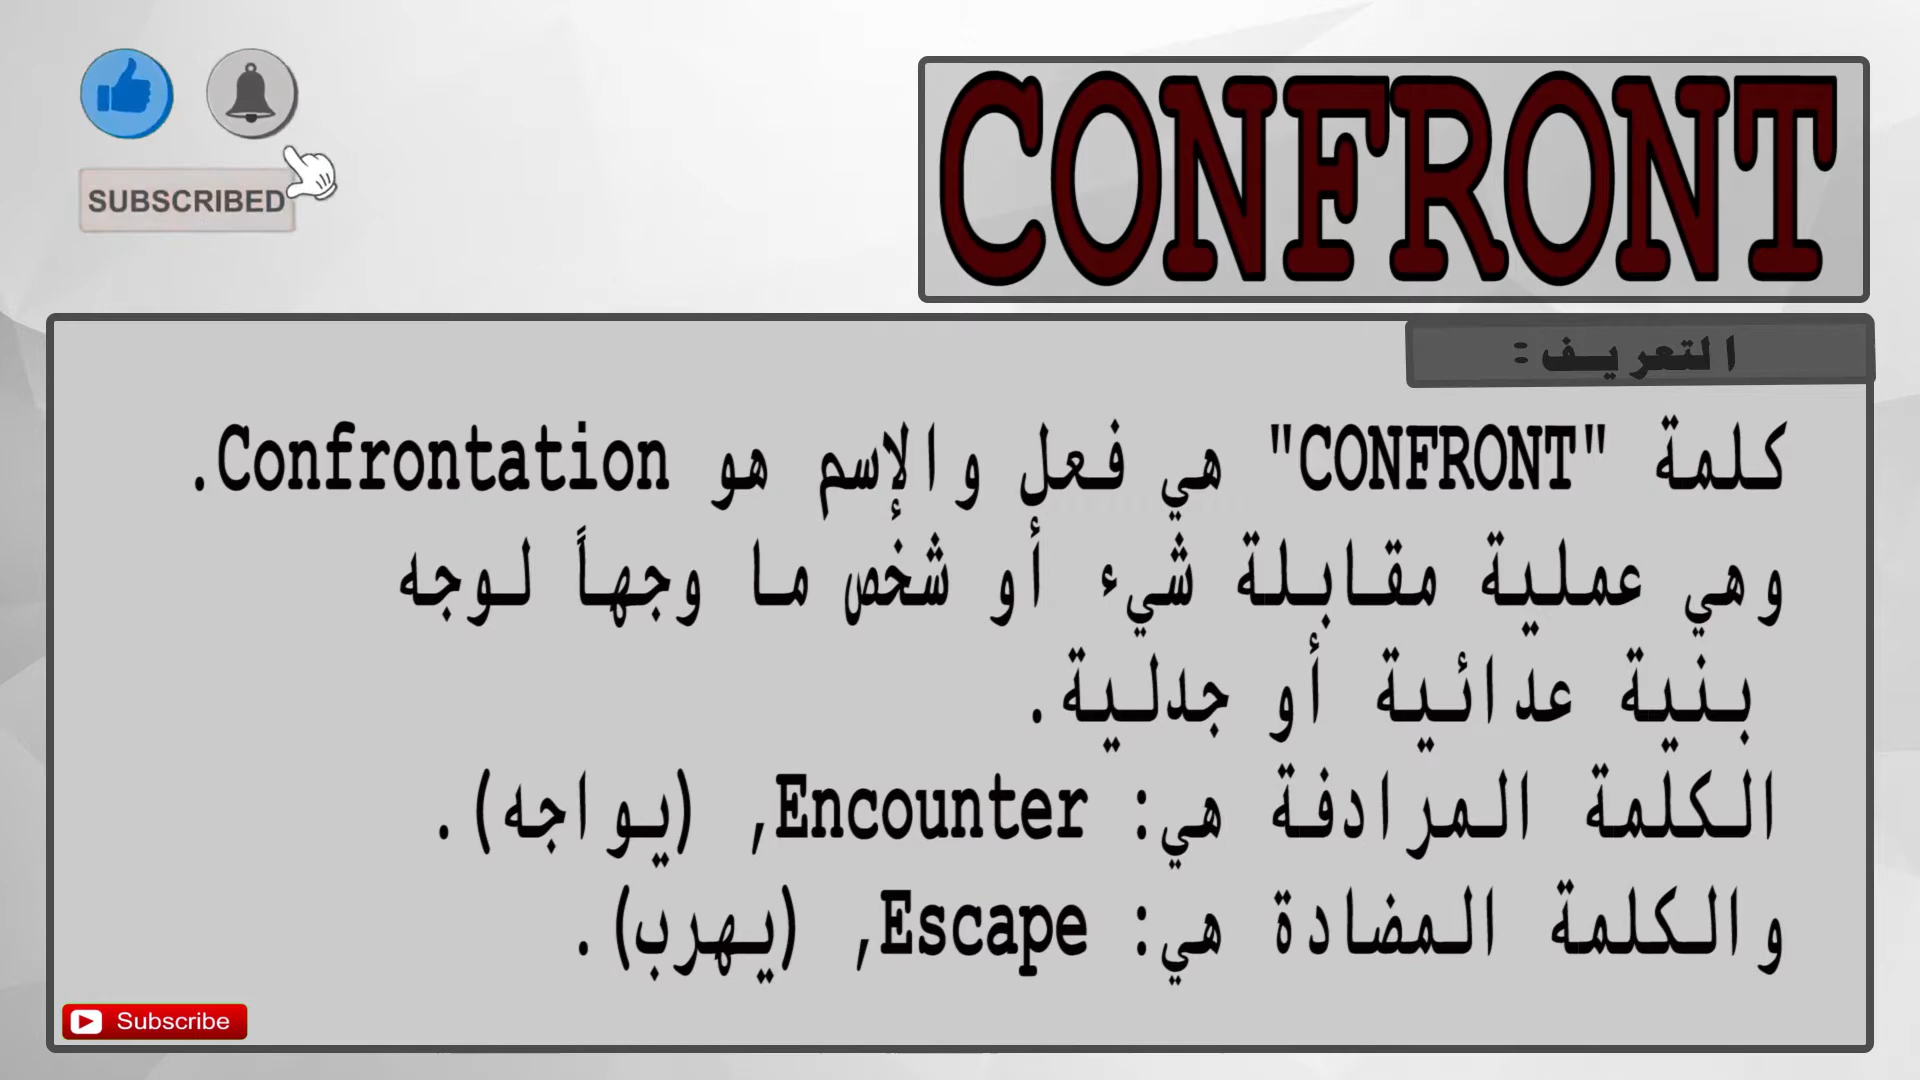 CONFRONT
SUBSCRIBED
التعريف:
كلمة "CONFRONT" هي فعل والإسم هو Confrontation.
وهي عملية مقابلة شيء أو شخص ما وجهاً لوجه
بنية عدائية أو جدلية.
الكلمة المرادفة هي: Encounter, (يواجه).
والكلمة المضادة هي: Escape, (يهرب).
Subscribe